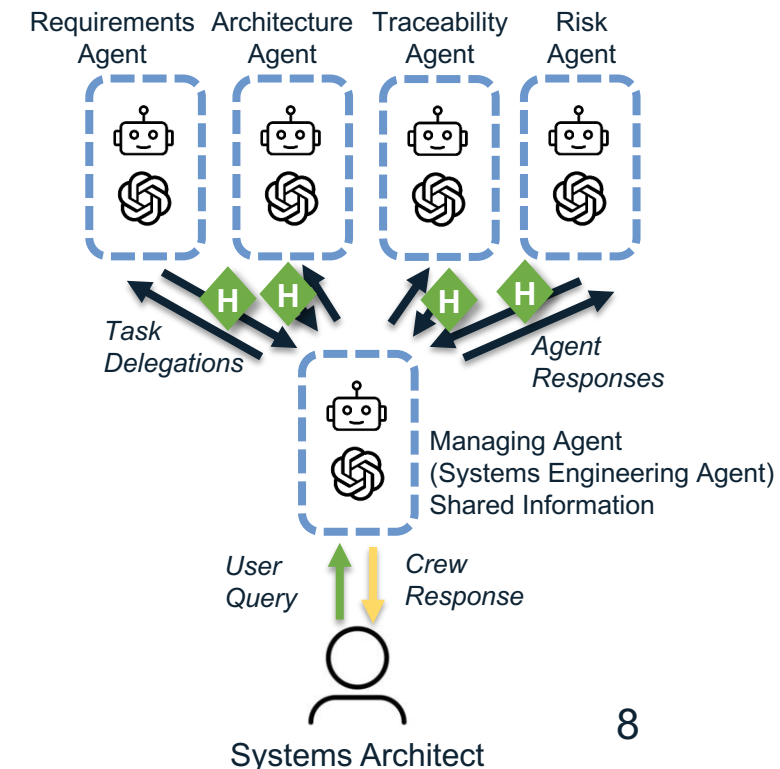 Requirements
Agent
Architecture
Agent
Traceability
Agent
Risk
Agent
H
H
H
H
Task
Delegations
Agent
Responses
Managing Agent
(Systems Engineering Agent)
Shared Information
User
Query
Crew
Response
Systems Architect
8